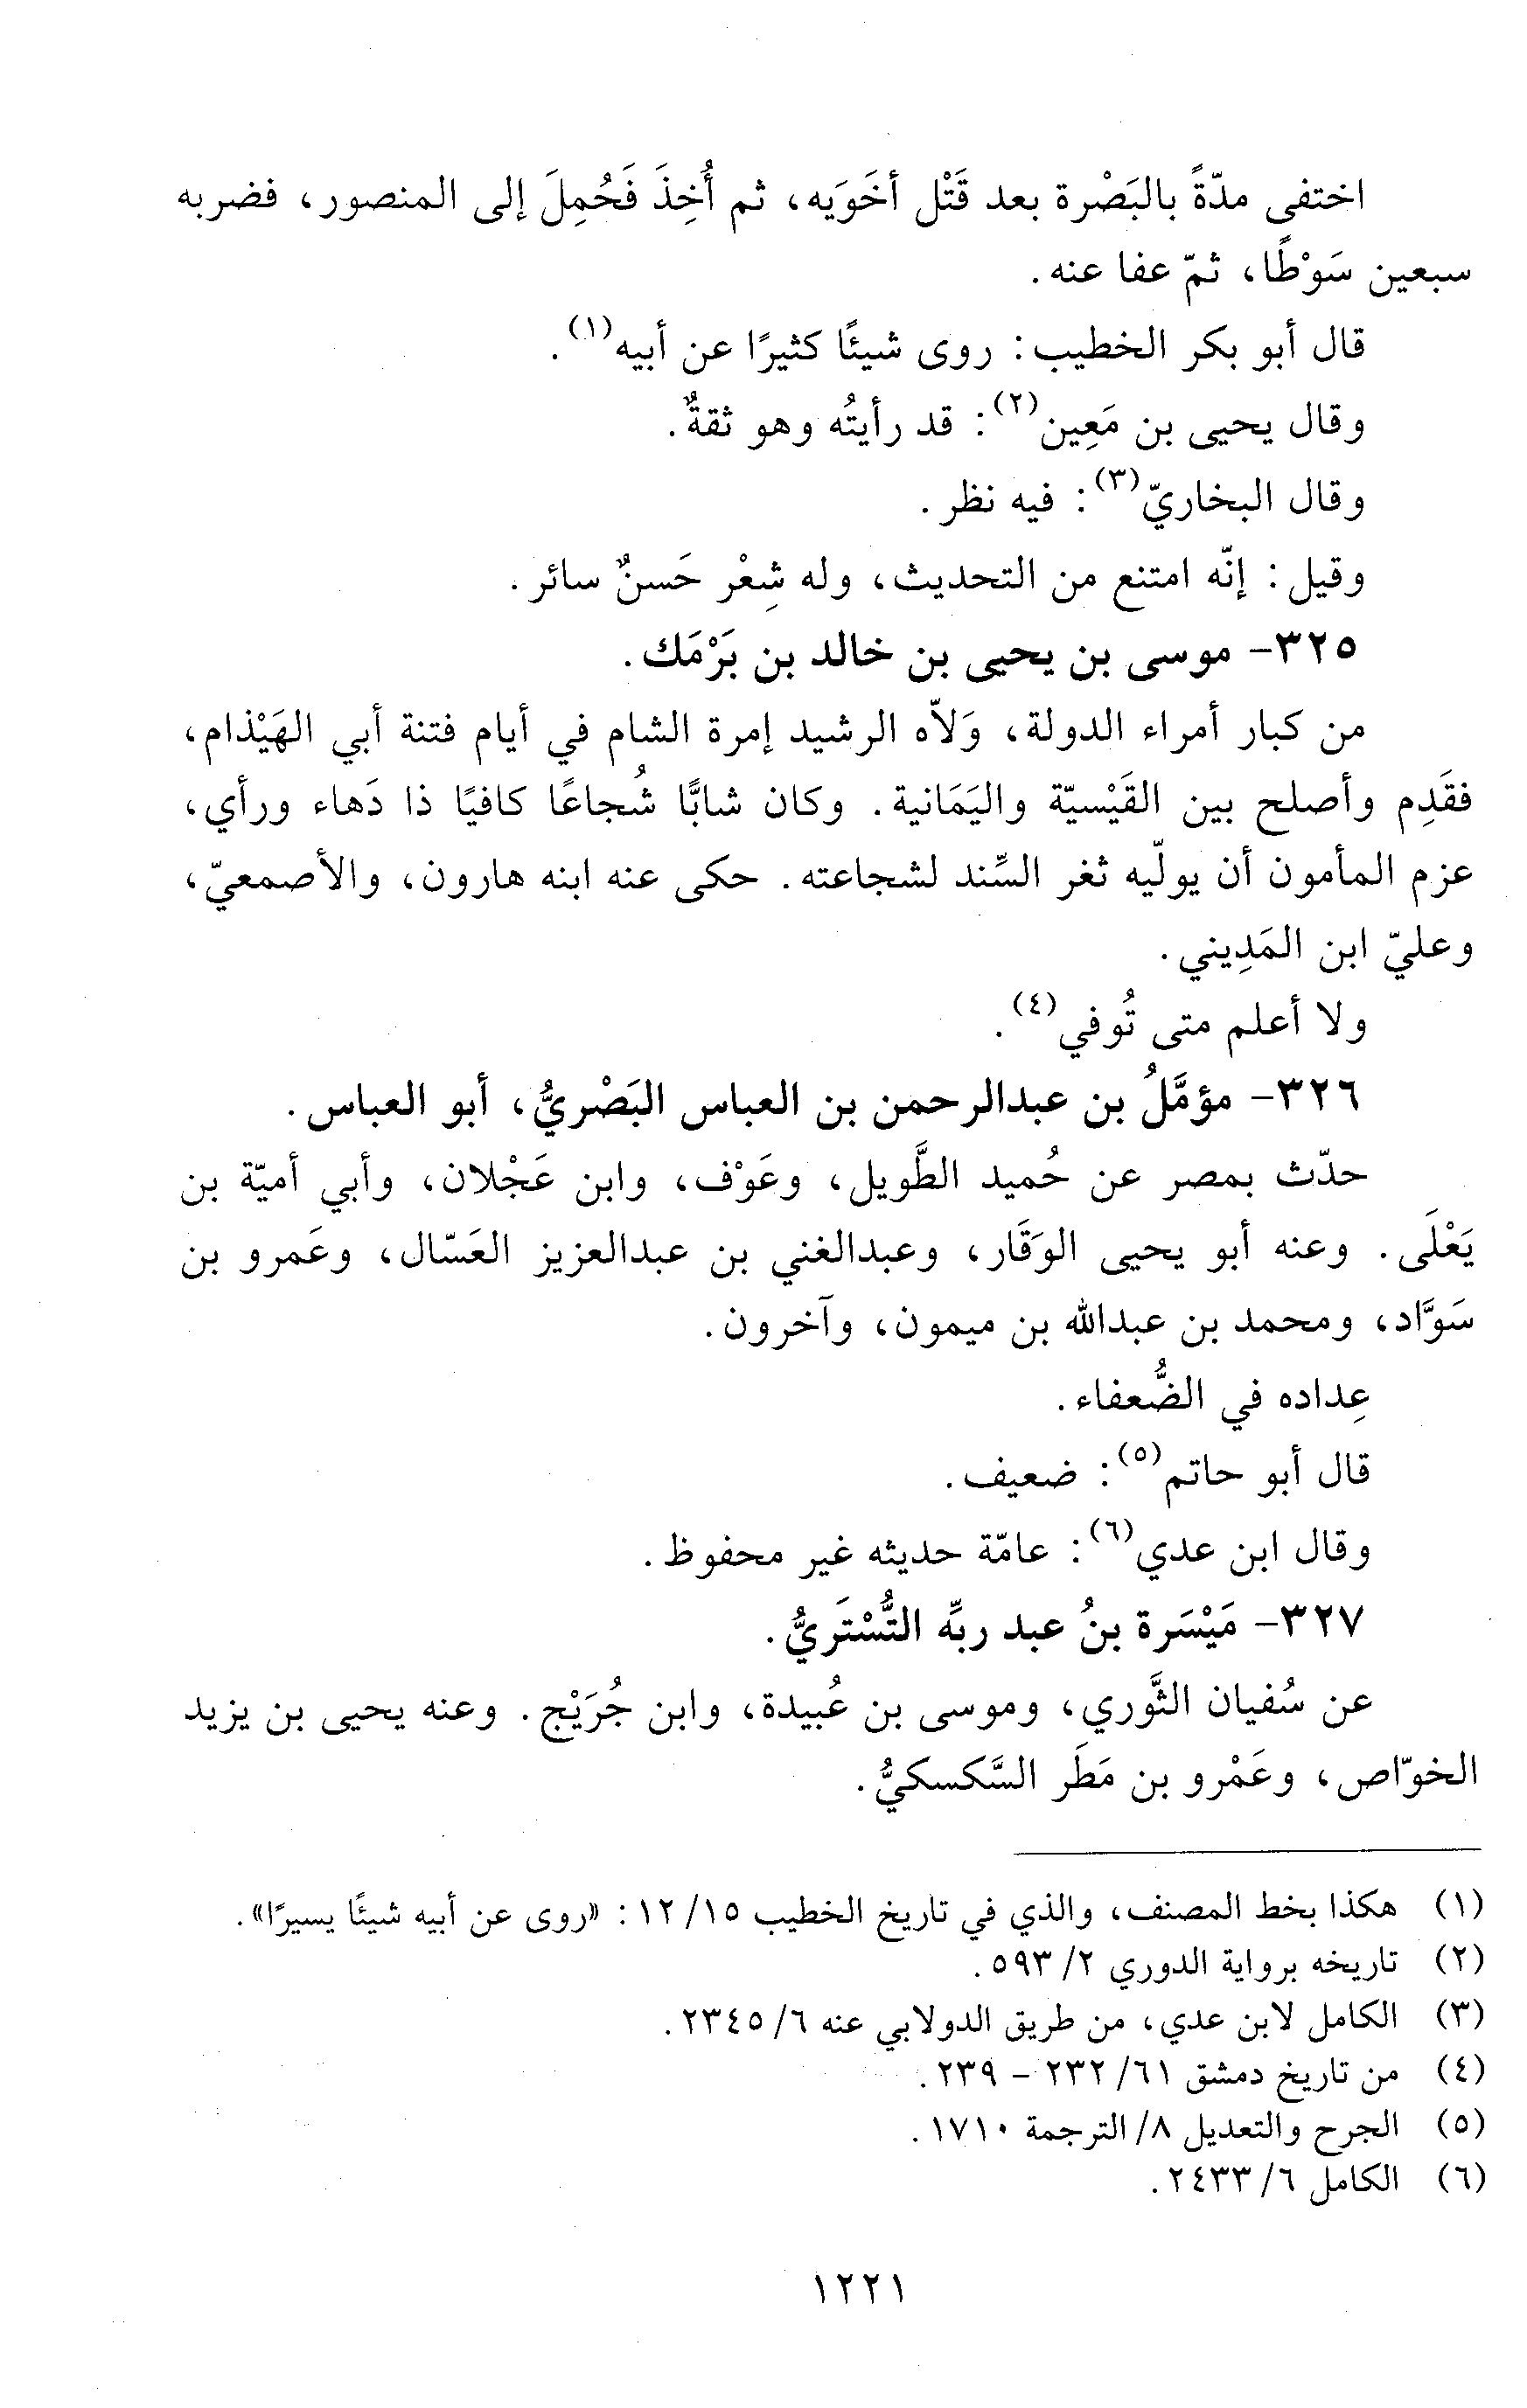 اختفى مدّةً بالبَصْرة بعد قَتْل أخَوَيه، ثم أُخِذَ فَحُمِلَ إلى المنصور، فضربه
سبعين سَوْطًا، ثمّ عفا عنه.
قال أبو بكر الخطيب: روى شيئًا كثيرًا عن أبيه(١).
وقال يحيى بن مَعِين(٢): قد رأيتُه وهو ثقةٌ.
وقال البخاريّ(٣): فيه نظر.
وقيل: إنّه امتنع من التحديث، وله شِعْر حَسنٌ سائر.
٣٢٥- موسى بن يحيى بن خالد بن بَرْمَك.
من كبار أمراء الدولة، وَلاّه الرشيد إمرة الشام في أيام فتنة أبي الهَيْذام،
فقَدِم وأصلح بين القَيْسيّة واليَمَانية. وكان شابًّا شُجاعًا كافيًا ذا دَهاء ورأي،
عزم المأمون أن يولّيه ثغر السِّند لشجاعته. حكى عنه ابنه هارون، والأصمعيّ،
وعليّ ابن المَدِيني.
ولا أعلم متى تُوفي(٤).
٣٢٦- مؤمَّلُ بن عبدالرحمن بن العباس البَصْريُّ، أبو العباس.
حدّث بمصر عن حُميد الطَّويل، وعَوْف، وابن عَجْلان، وأبي أميّة بن
يَعْلَى. وعنه أبو يحيى الوَقَار، وعبدالغني بن عبدالعزيز العَسّال، وعَمرو بن
سَوَّاد، ومحمد بن عبدالله بن ميمون، وآخرون.
عِداده في الضُّعفاء.
قال أبو حاتم(٥): ضعيف.
وقال ابن عدي(٦): عامّة حديثه غير محفوظ.
٣٢٧- مَيْسَرة بنُ عبد ربِّه التُّسْتَريُّ.
عن سُفيان الثَّوري، وموسى بن عُبيدة، وابن جُرَيْج. وعنه يحيى بن يزيد
الخوّاص، وعَمْرو بن مَطَر السَّكسكيُّ.
(١) هكذا بخط المصنف، والذي في تاريخ الخطيب ١٥/ ١٢: «روى عن أبيه شيئًا يسيرًا».
(٢) تاريخه برواية الدوري ٢/ ٥٩٣.
(٣) الكامل لابن عدي، من طريق الدولابي عنه ٦/ ٢٣٤٥.
(٤) من تاريخ دمشق ٦١/ ٢٣٢ - ٢٣٩.
(٥) الجرح والتعديل ٨/ الترجمة ١٧١٠.
(٦) الكامل ٦/ ٢٤٣٣.
١٢٢١